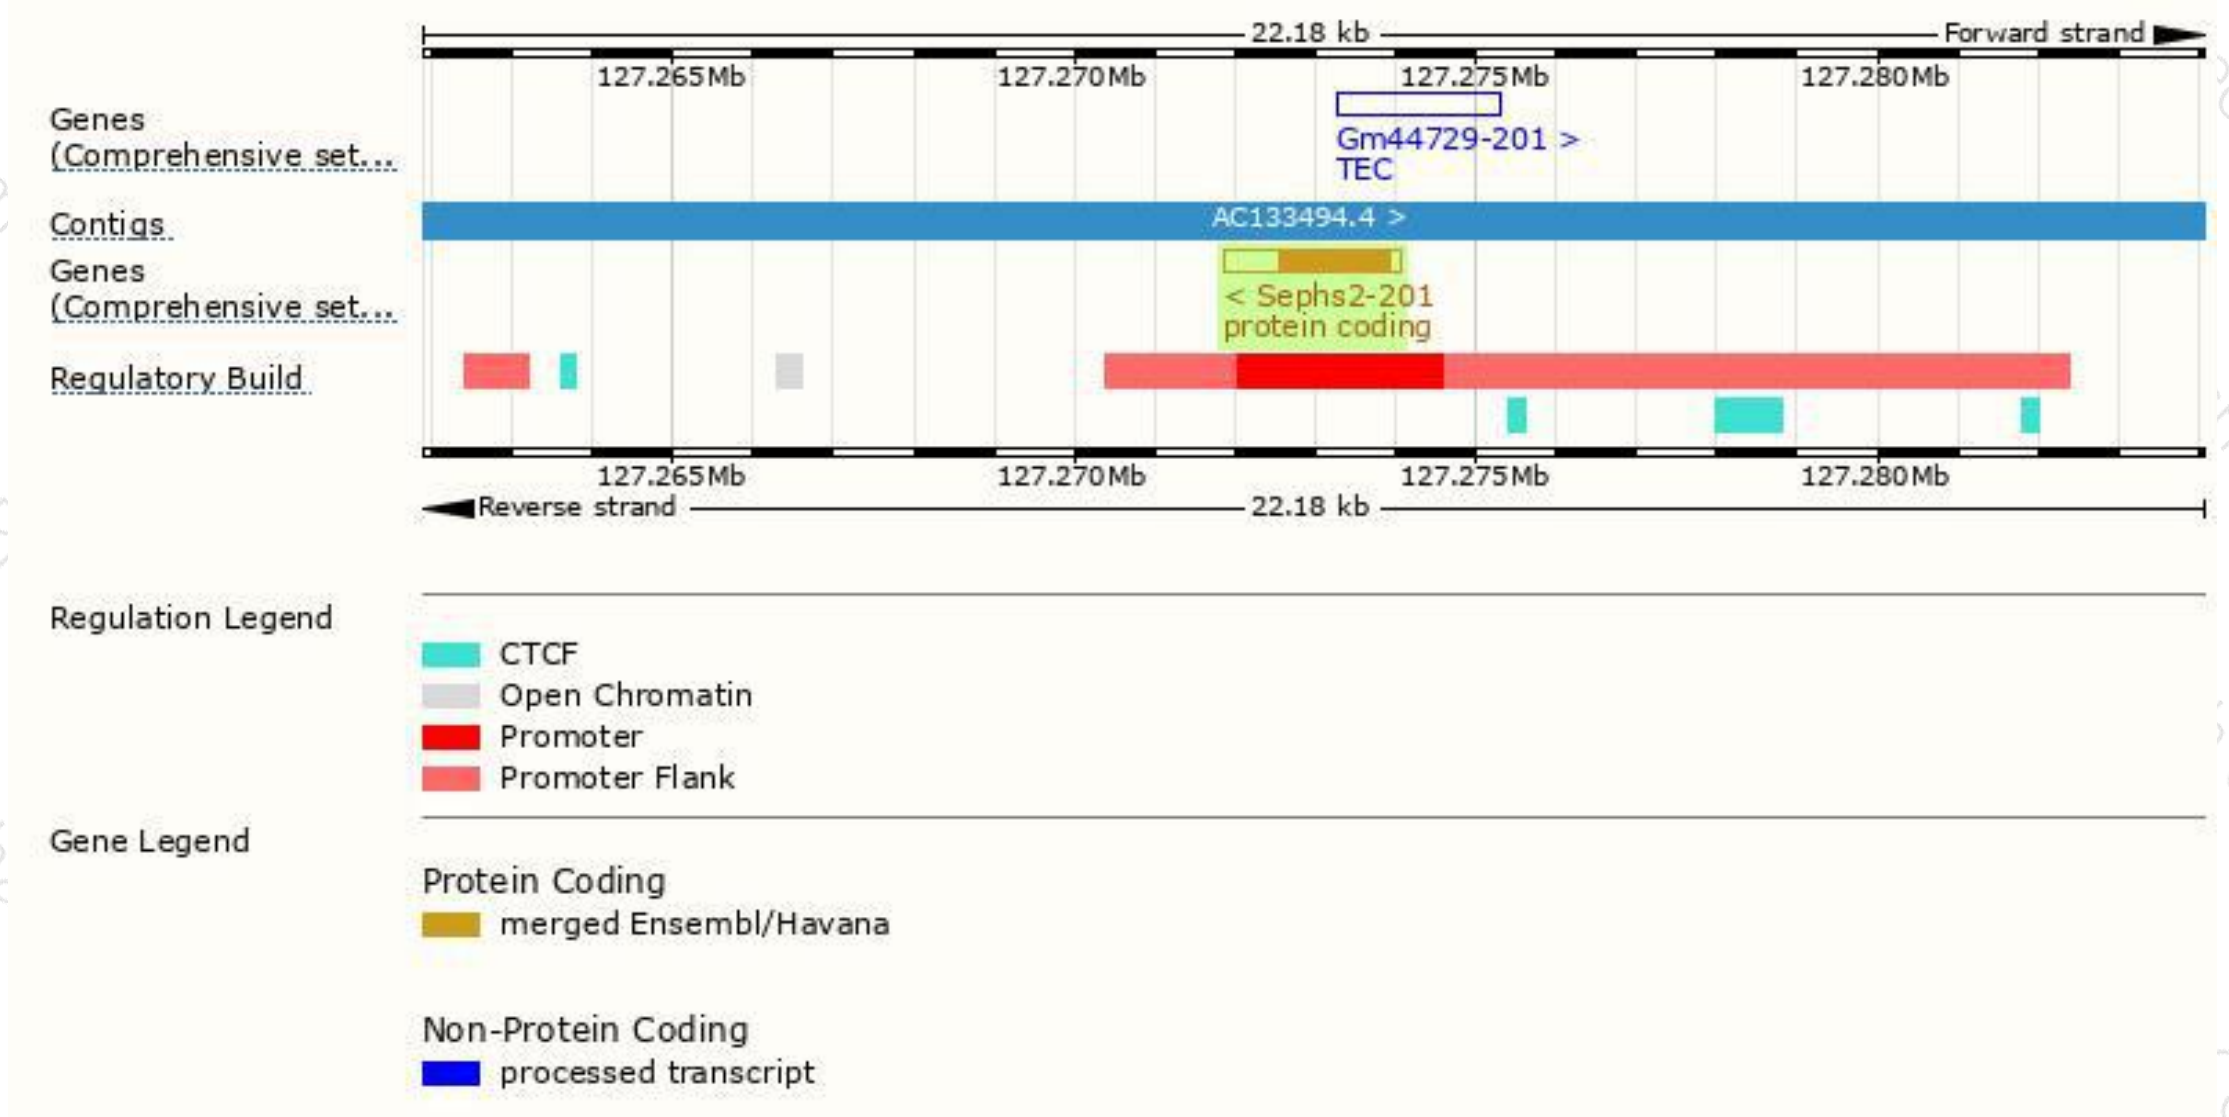 22.18 kb
Forward strand
127.265Mb 127.270Mb 127.275Mb 127.280Mb
Genes
(Comprehensive set...
Gm44729-201 >
TEC
Contigs
AC133494.4 >
Genes
(Comprehensive set...
< Sephs2-201
protein coding
Regulatory Build
127.265Mb 127.270Mb 127.275Mb 127.280Mb
Reverse strand
22.18 kb
Regulation Legend
CTCF
Open Chromatin
Promoter
Promoter Flank
Gene Legend
Protein Coding
merged Ensembl/Havana
Non-Protein Coding
processed transcript